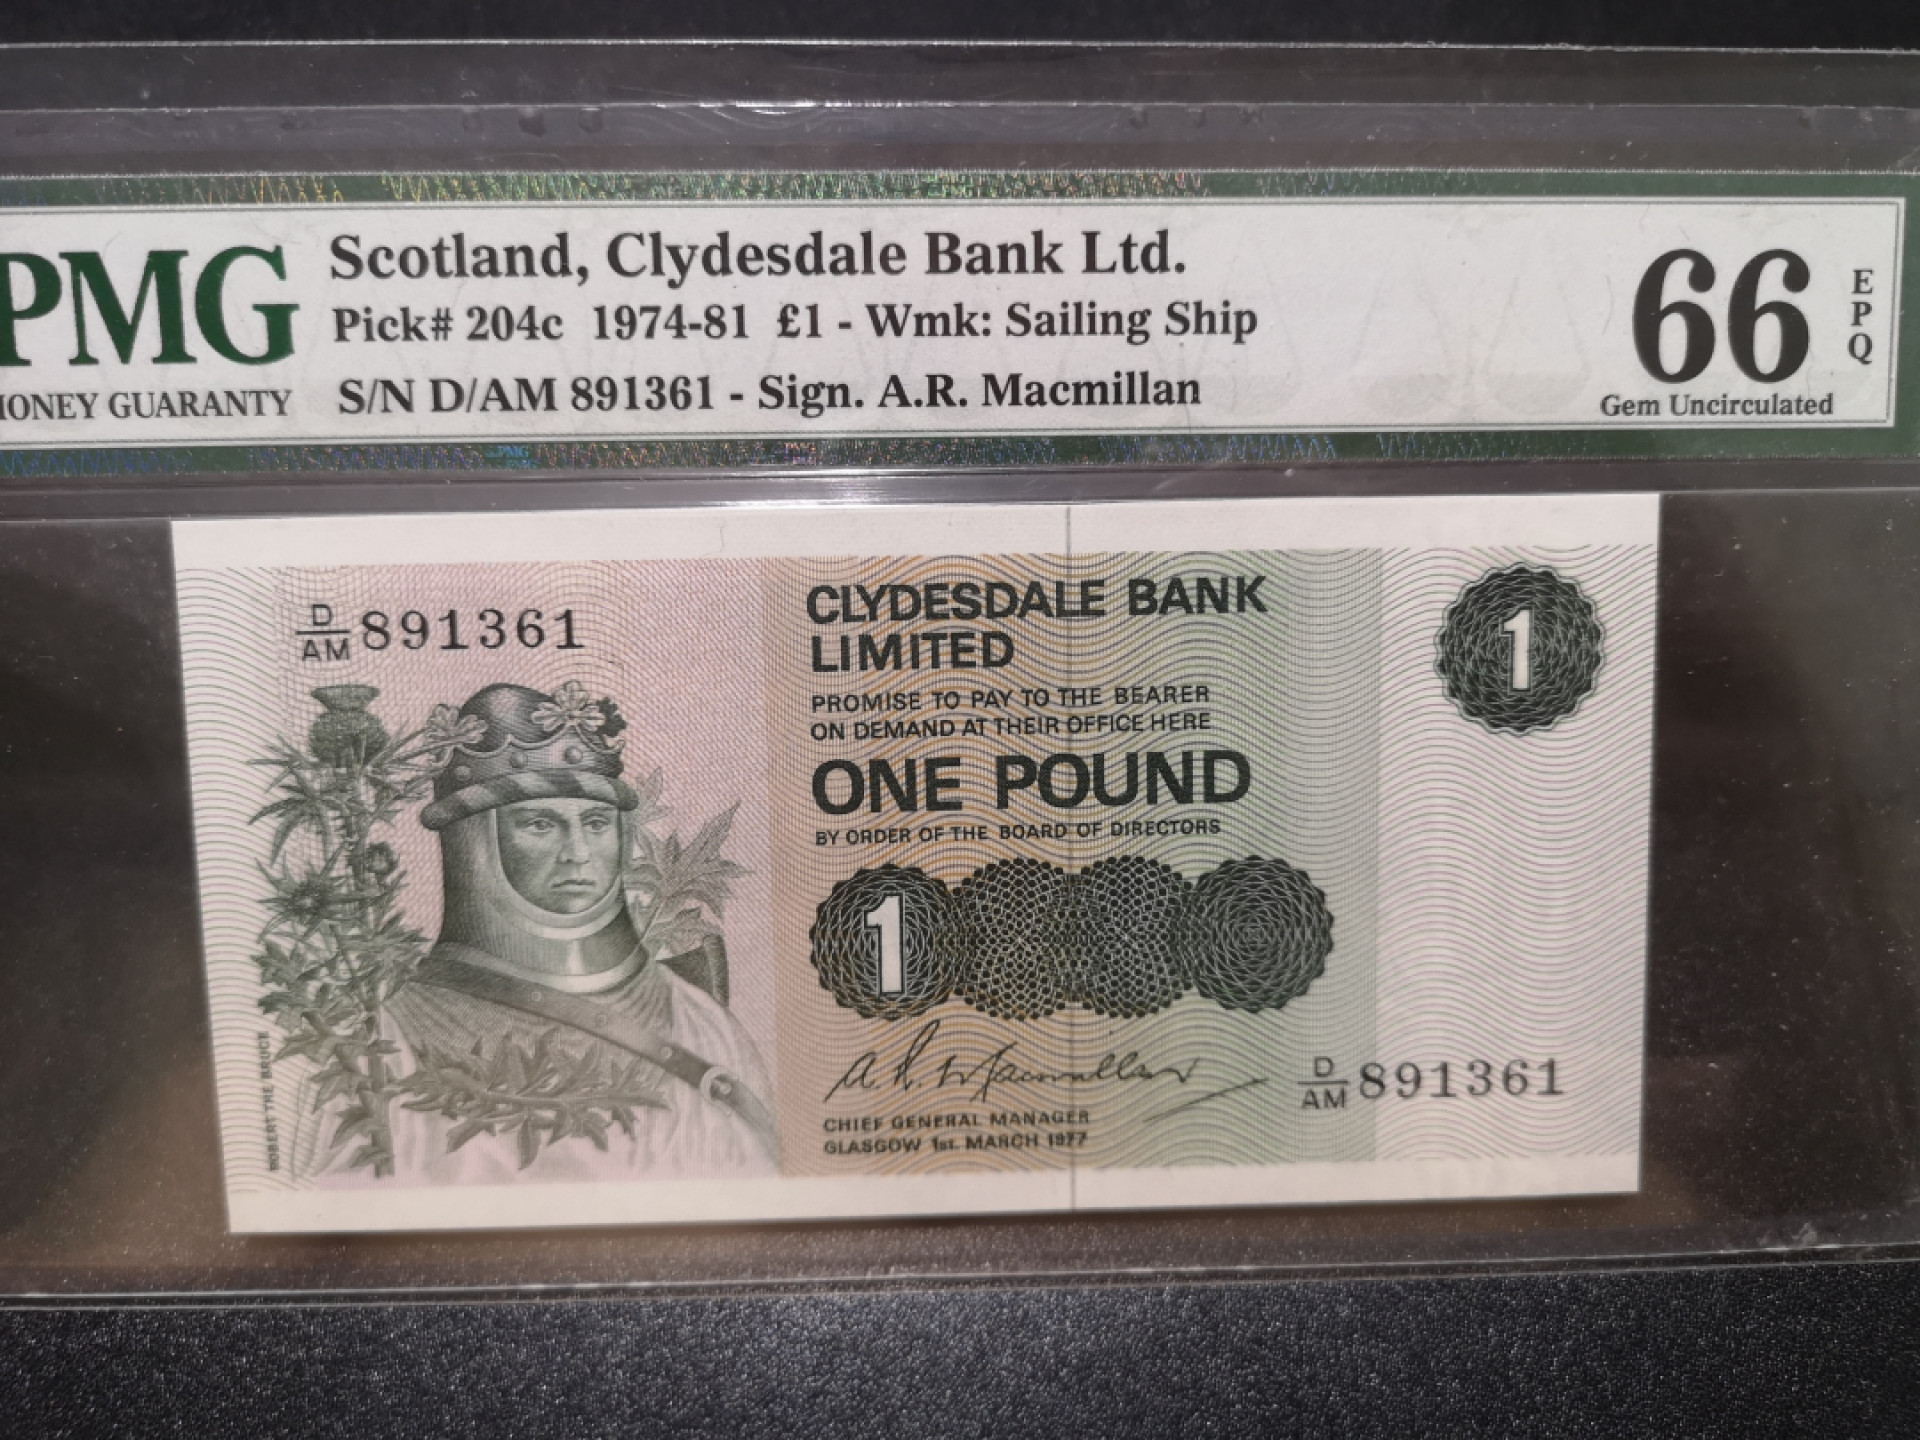 PMG
MONEY GUARANTY
Scotland, Clydesdale Bank Ltd.
Pick# 204c 1974-81 £1 - Wmk: Sailing Ship
S/N D/AM 891361 - Sign. A.R. Macmillan
66
EPQ
Gem Uncirculated
PMG
D/AM 891361
CLYDESDALE BANK
LIMITED
PROMISE TO PAY TO THE BEARER
ON DEMAND AT THEIR OFFICE HERE
ONE POUND
BY ORDER OF THE BOARD OF DIRECTORS
1
1
A. R. Macmillan
CHIEF GENERAL MANAGER
GLASGOW 1st. MARCH 1977
D/AM 891361
ROBERT THE BRUCE